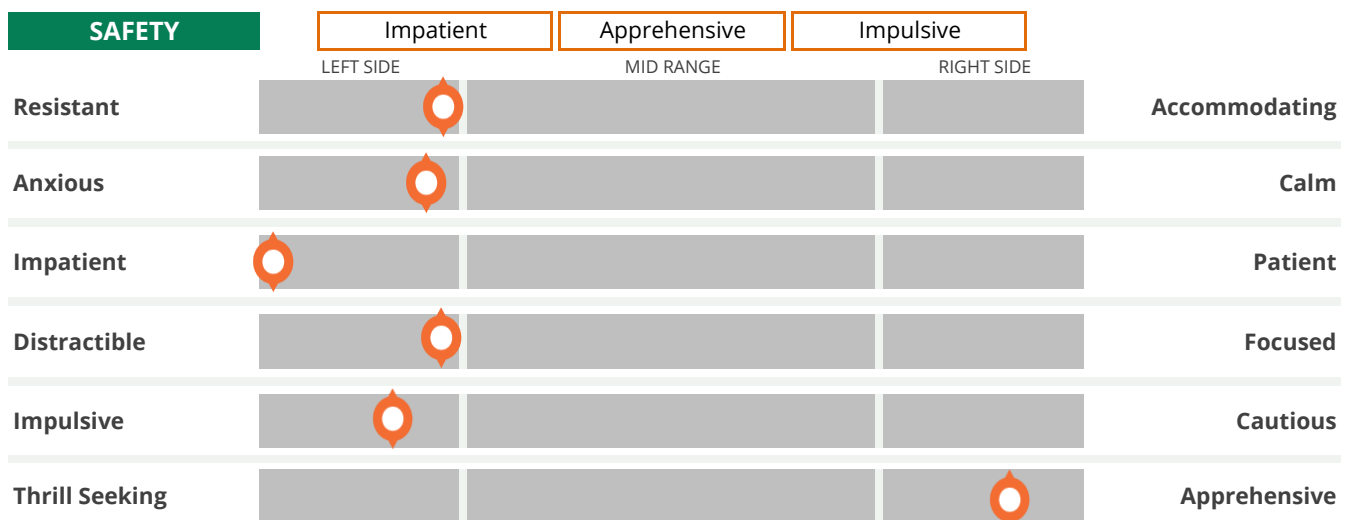 SAFETY Impatient Apprehensive Impulsive
LEFT SIDE MID RANGE RIGHT SIDE
Resistant Accommodating
Anxious Calm
Impatient Patient
Distractible Focused
Impulsive Cautious
Thrill Seeking Apprehensive